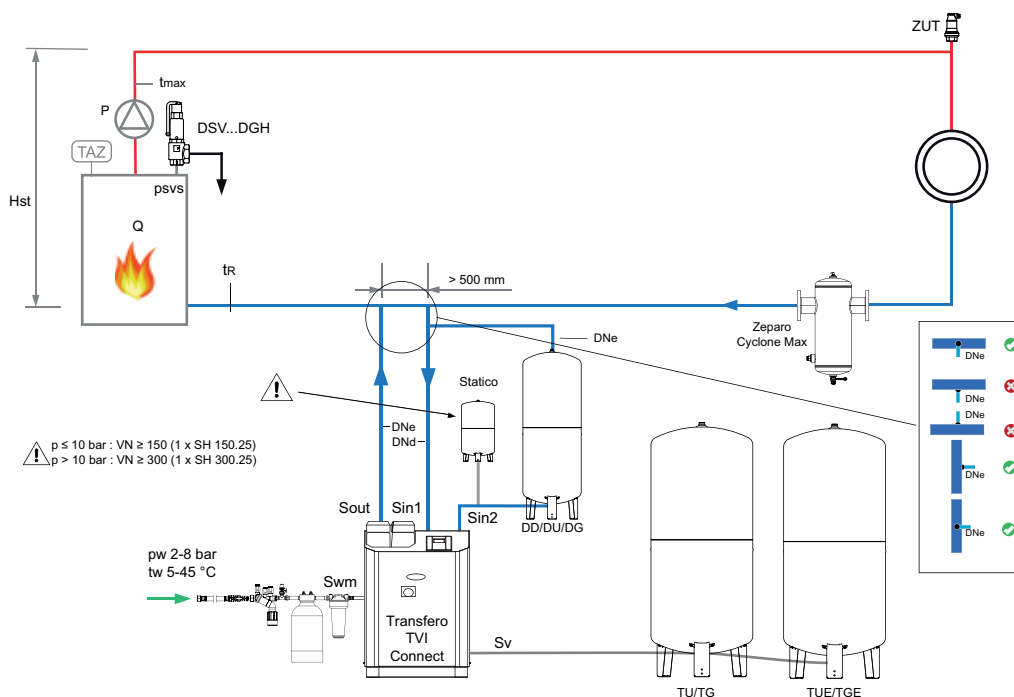 ZUT
tmax
P
DSV...DGH
TAZ
psvs
Hst
Q
tR
> 500 mm
Zeparo
Cyclone Max
DNe
DNe
DNe
DNe
DNe
DNe
Statico
DNe
DNd
p ≤ 10 bar : VN ≥ 150 (1 x SH 150.25)
p > 10 bar : VN ≥ 300 (1 x SH 300.25)
Sout
Sin1
Sin2
DD/DU/DG
pw 2-8 bar
tw 5-45 °C
Swm
Transfero
TVI
Connect
Sv
TU/TG
TUE/TGE